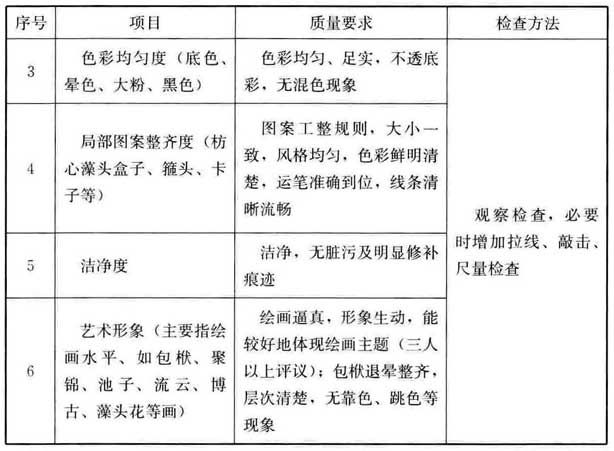 序号 项目 质量要求 检查方法
3
色彩均匀度（底色、
晕色、大粉、黑色）
色彩均匀、足实，不透底
彩，无混色现象
4
局部图案整齐度（枋
心藻头盒子、箍头、卡
子等）
图案工整规则，大小一
致，风格均匀，色彩鲜明清
楚，运笔准确到位，线条清
晰流畅
5
洁净度
洁净，无脏污及明显修补
痕迹
6
艺术形象（主要指绘
画水平、如包栿、聚
锦、池子、流云、博
古、藻头花等画）
绘画逼真，形象生动，能
较好地体现绘画主题（三人
以上评议）；包栿退晕整齐，
层次清楚，无靠色、跳色等
现象
观察检查，必要
时增加拉线、敲击、
尺量检查